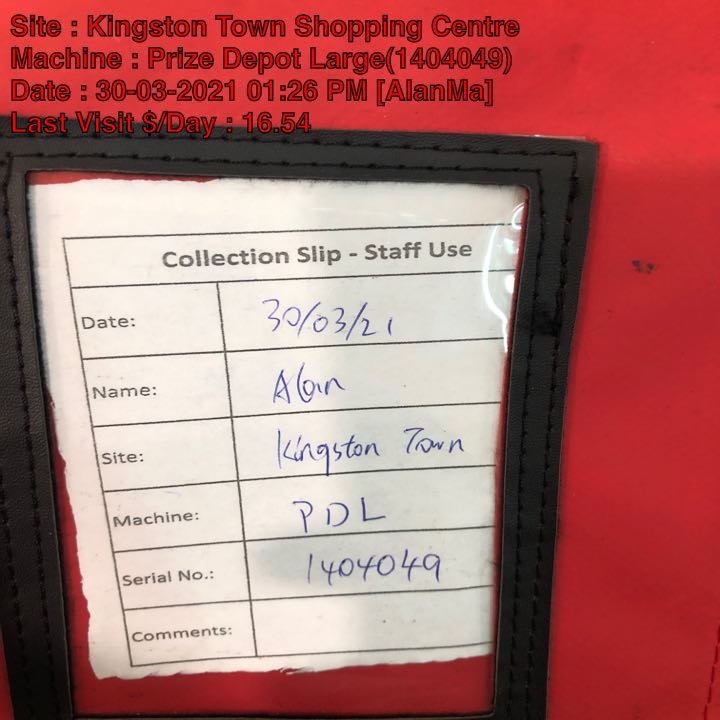 Site : Kingston Town Shopping Centre
Machine : Prize Depot Large(1404049)
Date : 30-03-2021 01:26 PM [AlanMa]
Last Visit $/Day : 16.54
Collection Slip - Staff Use
Date: 30/03/21
Name: Alan
Site: Kingston Town
Machine: PDL
Serial No.: 1404049
Comments: